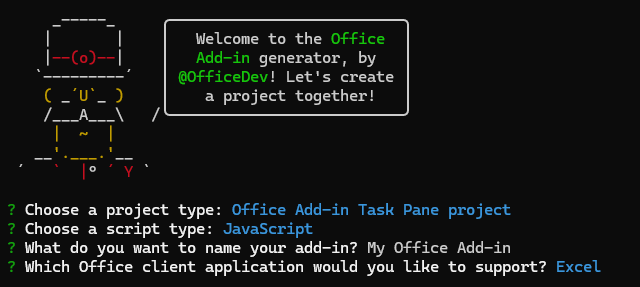 Welcome to the Office
Add-in generator, by
@OfficeDev! Let's create
a project together!
? Choose a project type: Office Add-in Task Pane project
? Choose a script type: JavaScript
? What do you want to name your add-in? My Office Add-in
? Which Office client application would you like to support? Excel